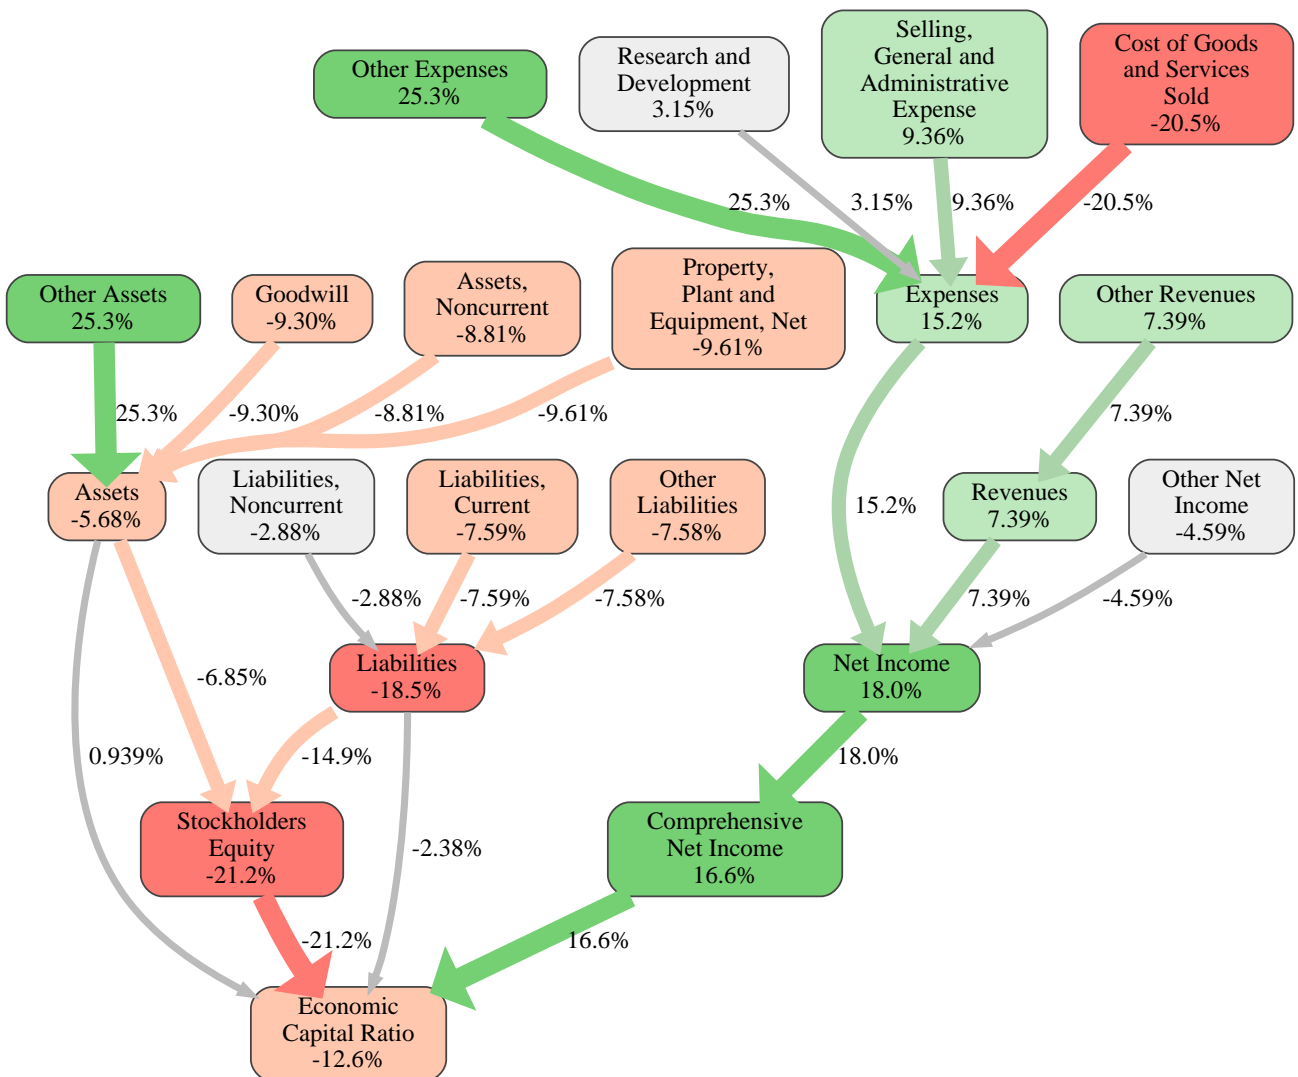 Other Expenses
25.3%
Research and
Development
3.15%
Selling,
General and
Administrative
Expense
9.36%
Cost of Goods
and Services
Sold
-20.5%
25.3%
3.15%
9.36%
-20.5%
Other Assets
25.3%
Goodwill
-9.30%
Assets,
Noncurrent
-8.81%
Property,
Plant and
Equipment, Net
-9.61%
Expenses
15.2%
Other Revenues
7.39%
25.3%
-9.30%
-8.81%
-9.61%
7.39%
Assets
-5.68%
Liabilities,
Noncurrent
-2.88%
Liabilities,
Current
-7.59%
Other
Liabilities
-7.58%
15.2%
Revenues
7.39%
Other Net
Income
-4.59%
-2.88%
-7.59%
-7.58%
7.39%
-4.59%
-6.85%
Liabilities
-18.5%
Net Income
18.0%
0.939%
-14.9%
18.0%
Stockholders
Equity
-21.2%
-2.38%
Comprehensive
Net Income
16.6%
-21.2%
16.6%
Economic
Capital Ratio
-12.6%